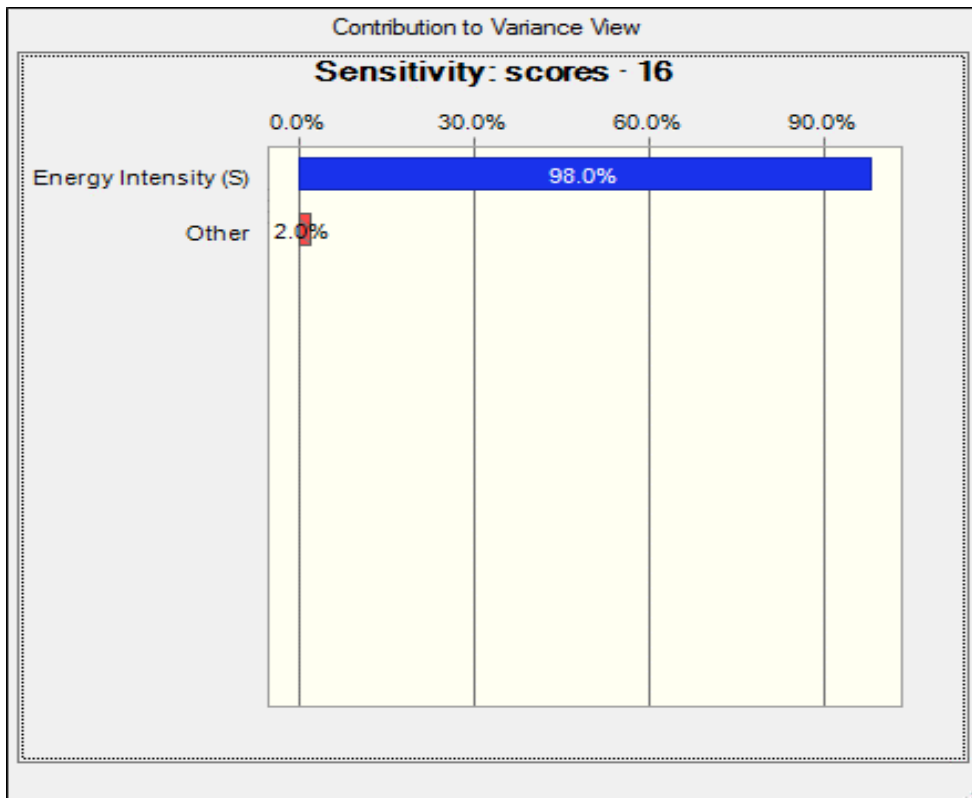 Contribution to Variance View
Sensitivity: scores - 16
0.0% 30.0% 60.0% 90.0%
Energy Intensity (S) 98.0%
Other 2.0%